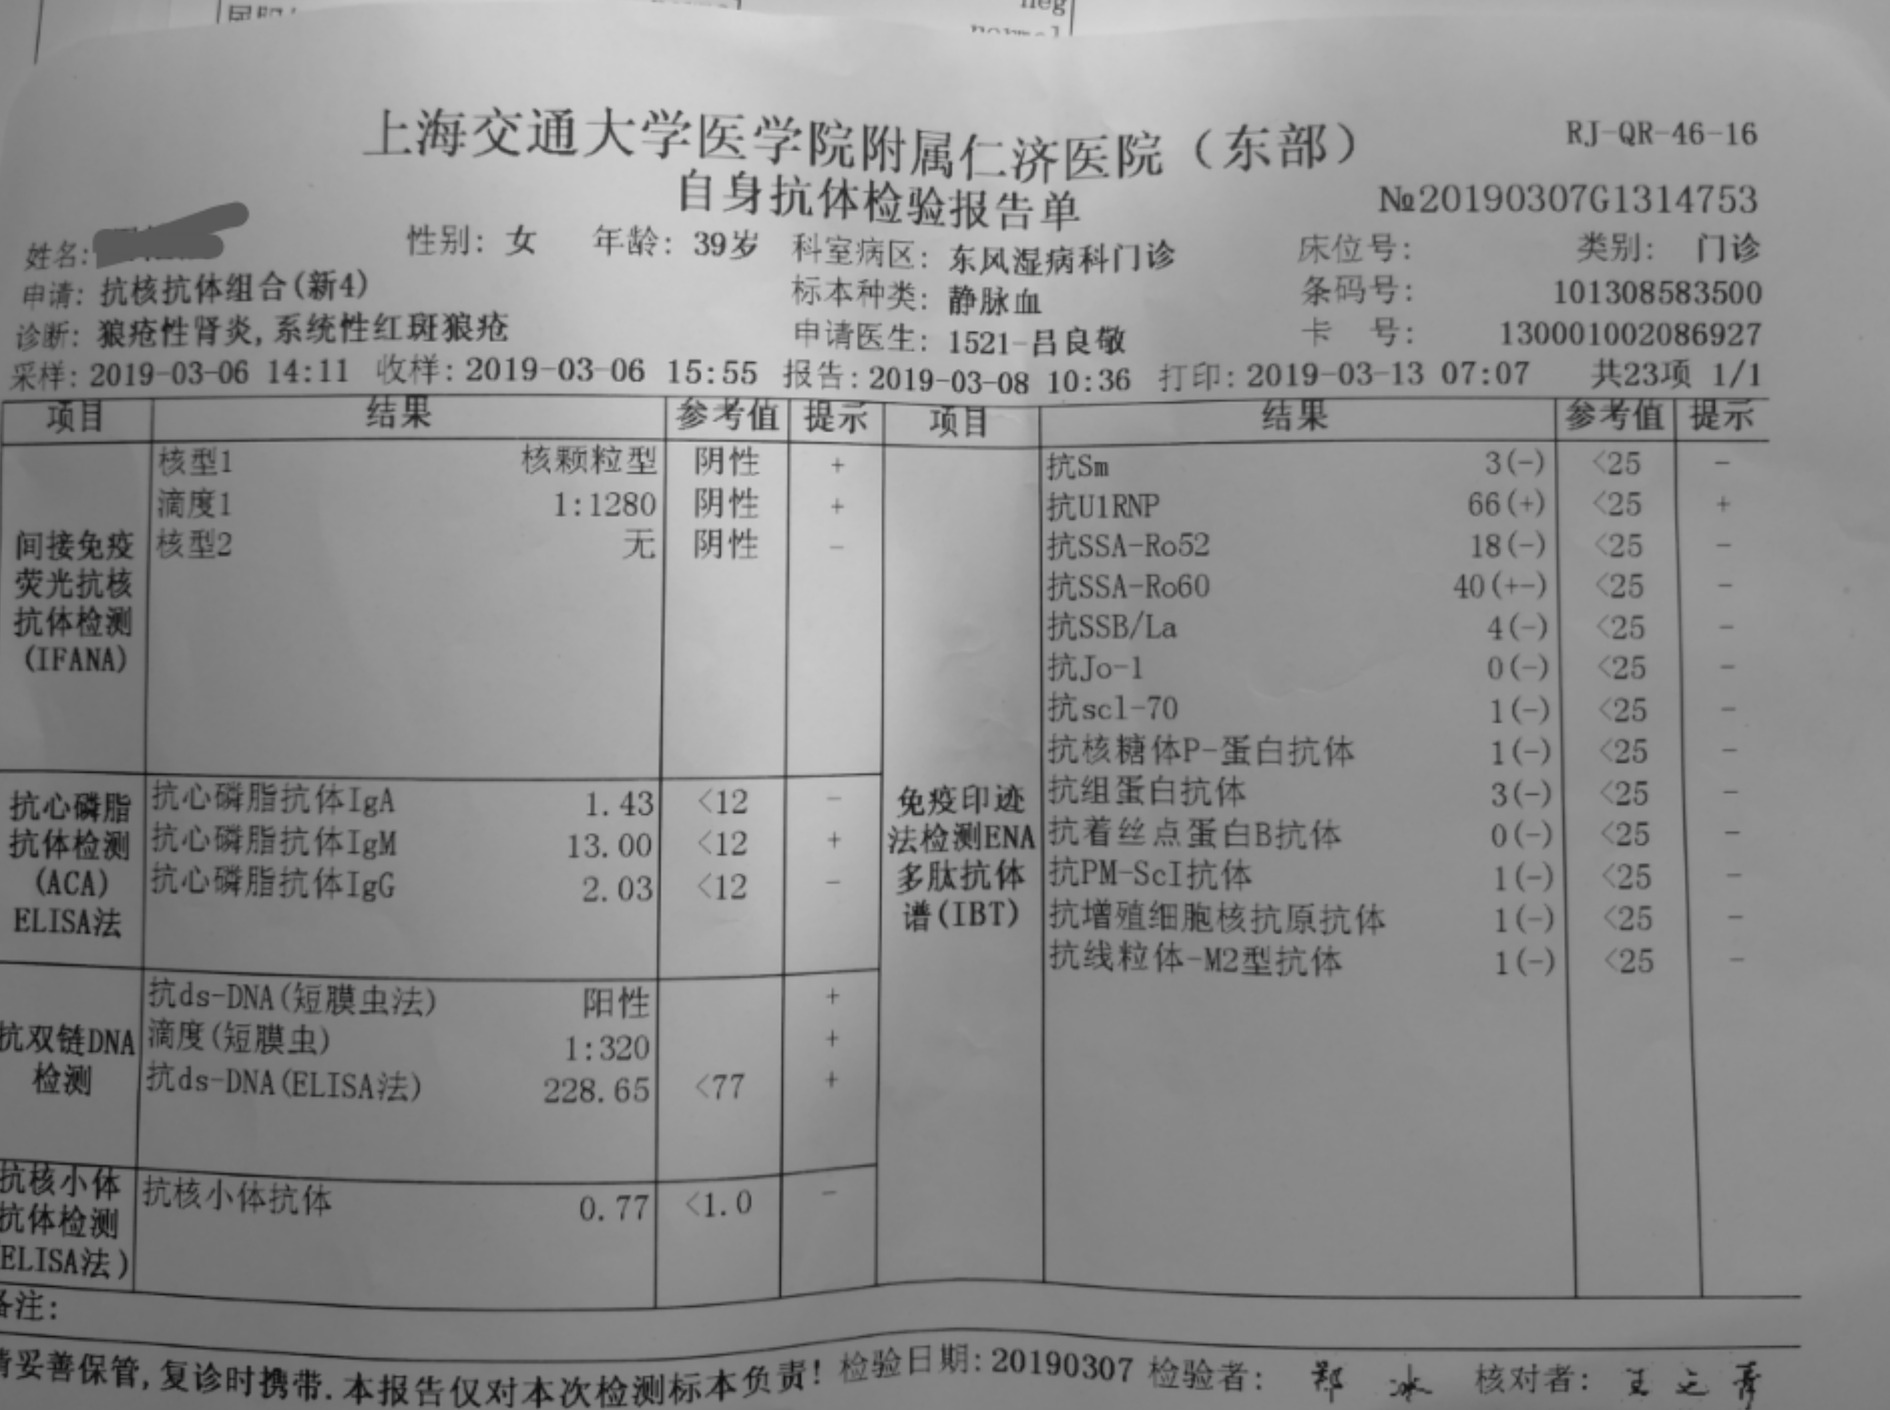 neg
上海交通大学医学院附属仁济医院（东部）
RJ-QR-46-16
自身抗体检验报告单
№20190307G1314753
姓名: 性别: 女 年龄: 39岁 科室病区: 东风湿病科门诊 床位号: 类别: 门诊
申请: 抗核抗体组合(新4) 标本种类: 静脉血 条码号: 101308583500
诊断: 狼疮性肾炎,系统性红斑狼疮 申请医生: 1521-吕良敬 卡 号: 130001002086927
采样: 2019-03-06 14:11 收样: 2019-03-06 15:55 报告: 2019-03-08 10:36 打印: 2019-03-13 07:07 共23项 1/1
项目 结果 参考值 提示 项目 结果 参考值 提示
间接免疫
荧光抗核
抗体检测
(IFANA)
核型1 核颗粒型 阴性 +
滴度1 1:1280 阴性 +
核型2 无 阴性 -
抗心磷脂
抗体检测
(ACA)
ELISA法
抗心磷脂抗体IgA 1.43 <12 -
抗心磷脂抗体IgM 13.00 <12 +
抗心磷脂抗体IgG 2.03 <12 -
抗双链DNA
检测
抗ds-DNA(短膜虫法) 阳性 +
滴度(短膜虫) 1:320 +
抗ds-DNA(ELISA法) 228.65 <77 +
抗核小体
抗体检测
ELISA法)
抗核小体抗体 0.77 <1.0 -
免疫印迹
法检测ENA
多肽抗体
谱(IBT)
抗Sm 3(-) <25 -
抗U1RNP 66(+) <25 +
抗SSA-Ro52 18(-) <25 -
抗SSA-Ro60 40(+-) <25 -
抗SSB/La 4(-) <25 -
抗Jo-1 0(-) <25 -
抗scl-70 1(-) <25 -
抗核糖体P-蛋白抗体 1(-) <25 -
抗组蛋白抗体 3(-) <25 -
抗着丝点蛋白B抗体 0(-) <25 -
抗PM-ScI抗体 1(-) <25 -
抗增殖细胞核抗原抗体 1(-) <25 -
抗线粒体-M2型抗体 1(-) <25 -
备注:
请妥善保管,复诊时携带.本报告仅对本次检测标本负责! 检验日期: 20190307 检验者: 郑 冰 核对者: 王